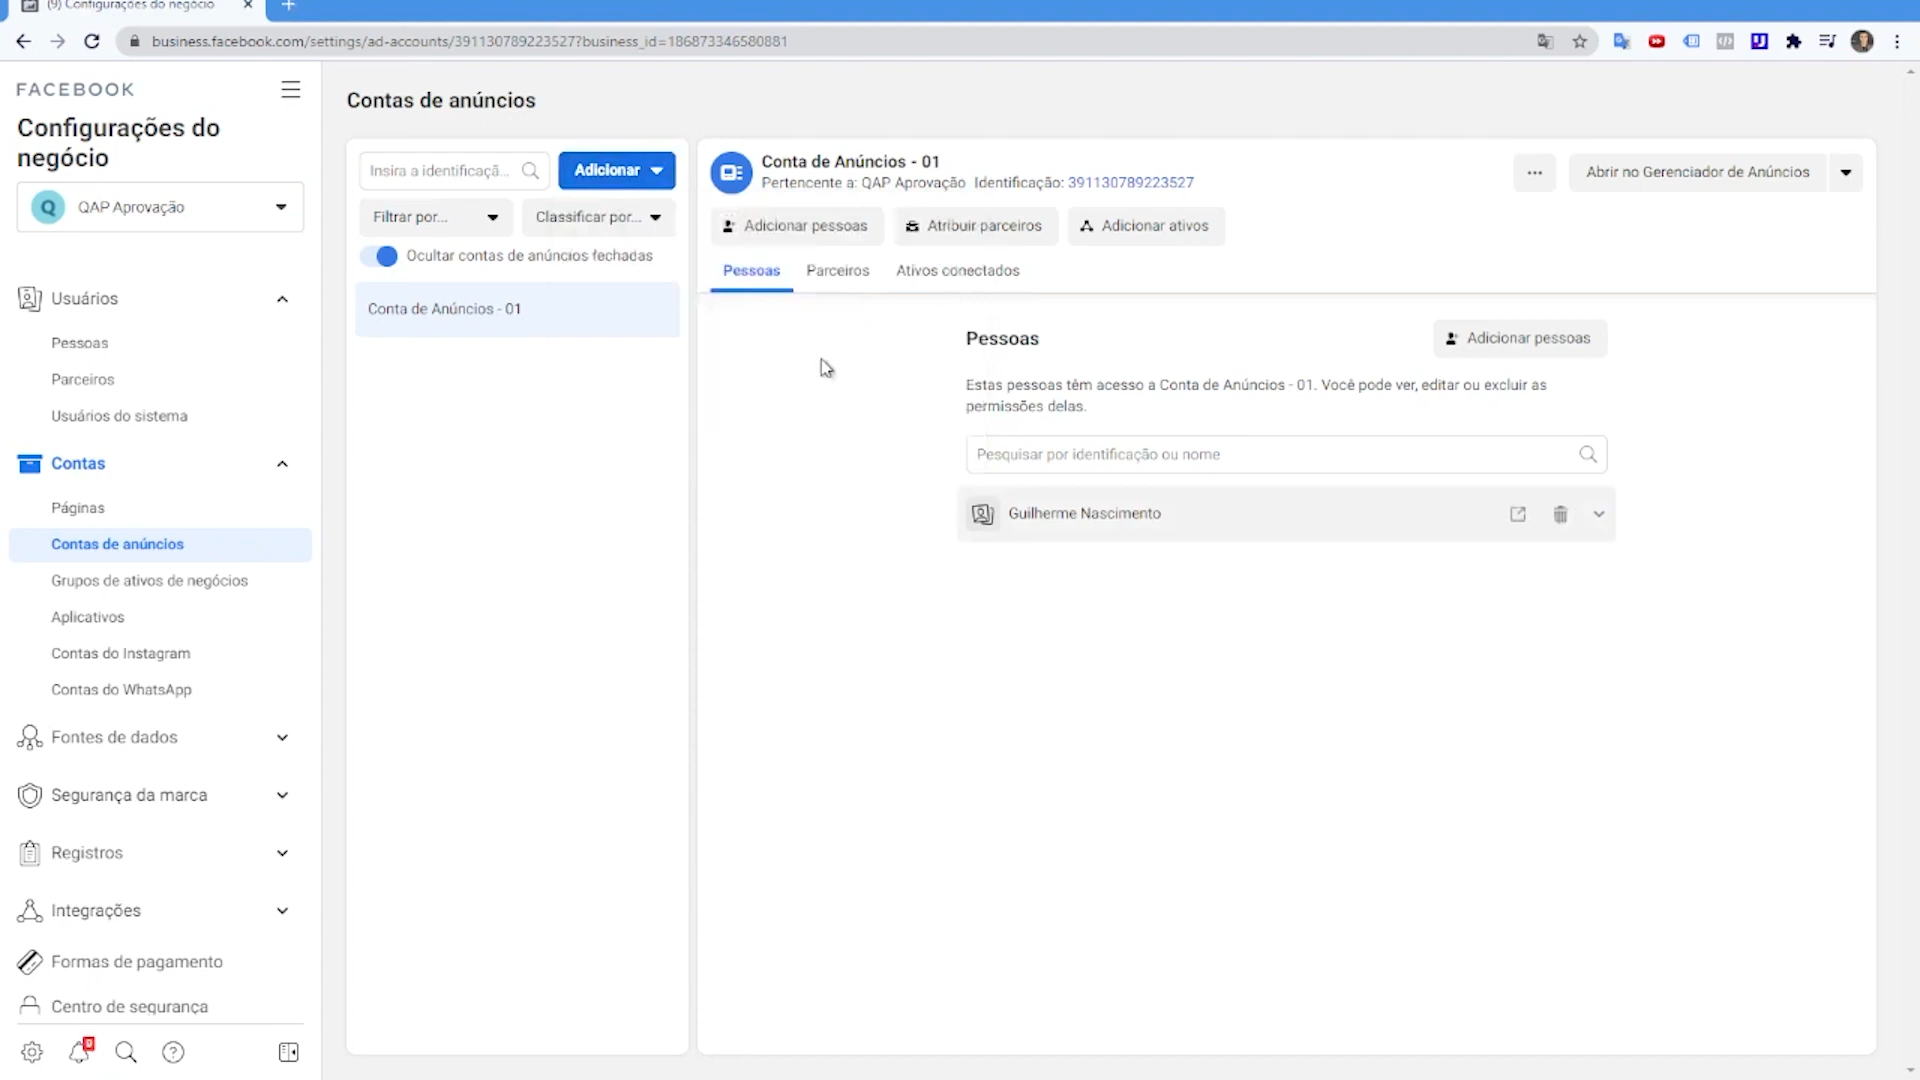 (9) Configurações do negócio
business.facebook.com/settings/ad-accounts/391130789223527?business_id=186873346580881
FACEBOOK
Configurações do
negócio
Q QAP Aprovação
Usuários
Pessoas
Parceiros
Usuários do sistema
Contas
Páginas
Contas de anúncios
Grupos de ativos de negócios
Aplicativos
Contas do Instagram
Contas do WhatsApp
Fontes de dados
Segurança da marca
Registros
Integrações
Formas de pagamento
Centro de segurança
Contas de anúncios
Insira a identificaçã...
Adicionar
Filtrar por...
Classificar por...
Ocultar contas de anúncios fechadas
Conta de Anúncios - 01
Conta de Anúncios - 01
Pertencente a: QAP Aprovação Identificação: 391130789223527
Abrir no Gerenciador de Anúncios
Adicionar pessoas
Atribuir parceiros
Adicionar ativos
Pessoas
Parceiros
Ativos conectados
Pessoas
Adicionar pessoas
Estas pessoas têm acesso a Conta de Anúncios - 01. Você pode ver, editar ou excluir as
permissões delas.
Pesquisar por identificação ou nome
Guilherme Nascimento